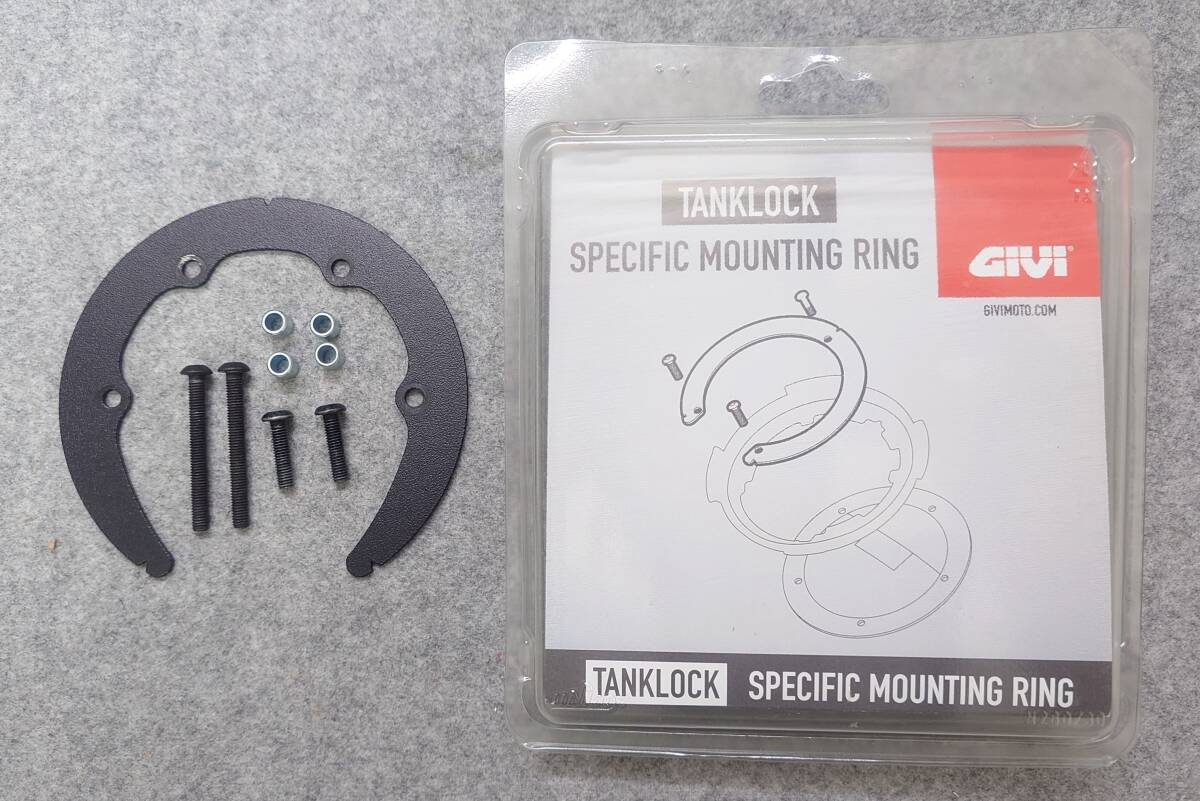 TANKLOCK
SPECIFIC MOUNTING RING
GIVI®
GIVIMOTO.COM
TANKLOCK SPECIFIC MOUNTING RING